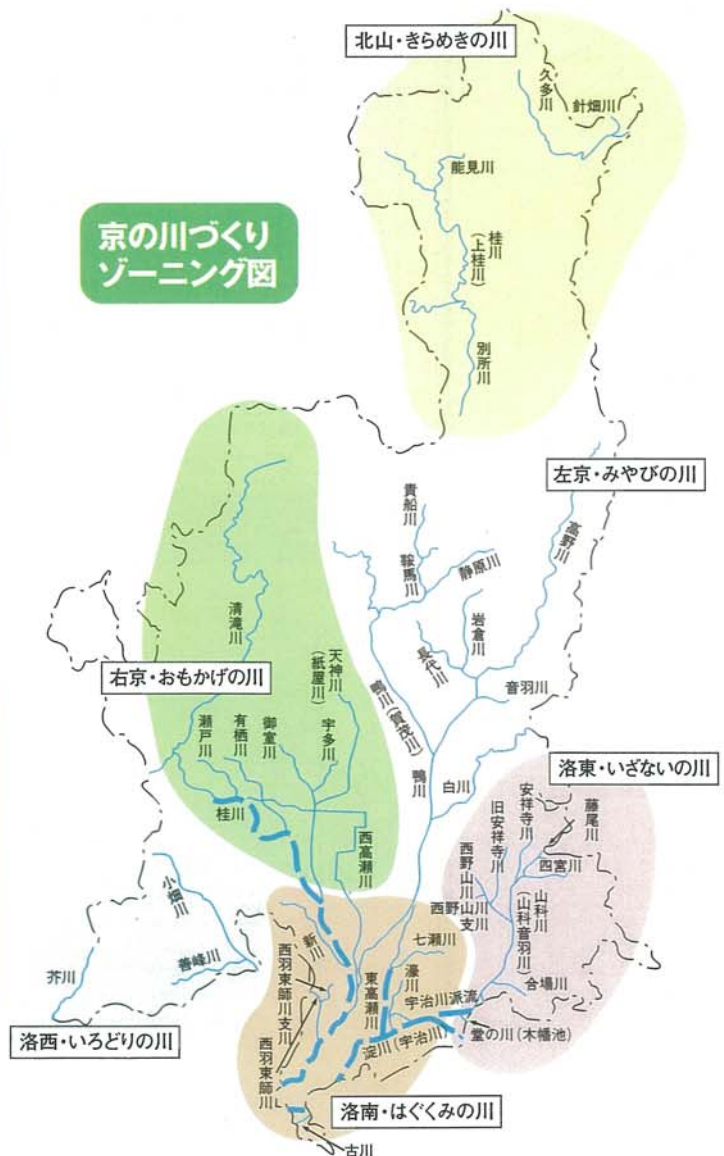 北山・きらめきの川
久多川
針畑川
能見川
京の川づくり
ゾーニング図
桂川
(上桂川)
別所川
左京・みやびの川
貴船川
鞍馬川
静原川
高野川
岩倉川
長代川
清滝川
天神川
(紙屋川)
右京・おもかげの川
音羽川
鴨川(賀茂川)
瀬戸川
有栖川
御室川
宇多川
鴨川
白川
洛東・いざないの川
桂川
西高瀬川
旧安祥寺川
安祥寺川
藤尾川
四宮川
西野山川
西野山川
支川
山科川
(山科音羽川)
小畑川
善峰川
芥川
新川
七瀬川
西羽束師川支川
東高瀬川
濠川
宇治川派流
合場川
洛西・いろどりの川
淀川(宇治川)
堂の川(木幡池)
西羽束師川
洛南・はぐくみの川
古川